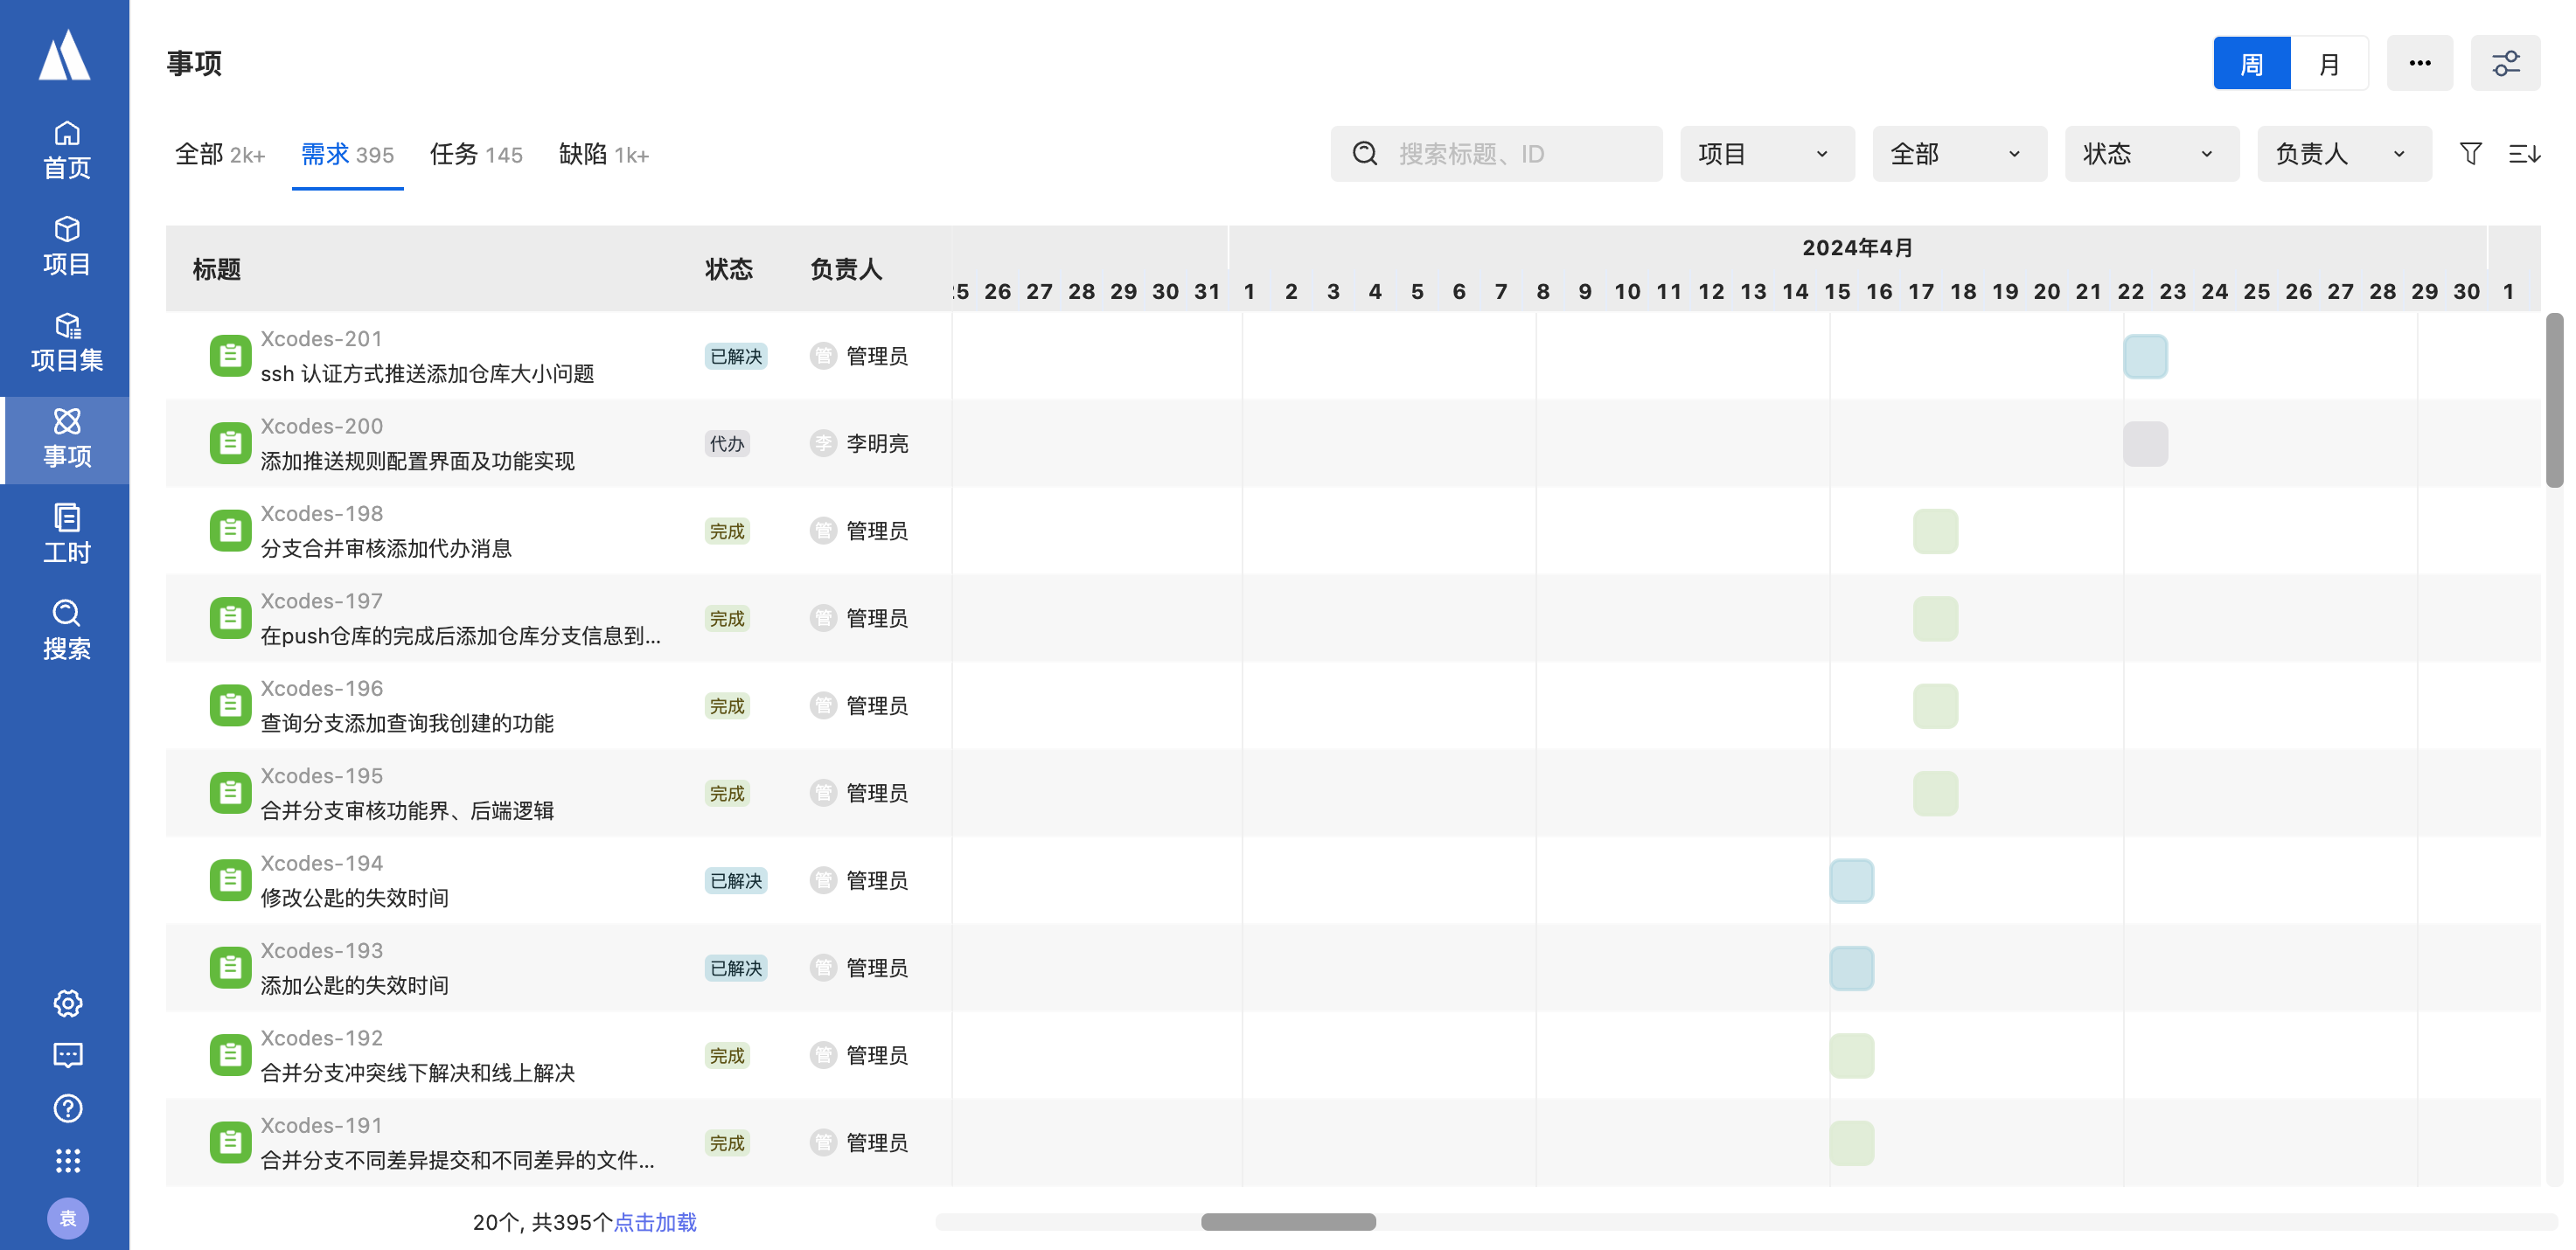 事项
周 月
首页
项目
项目集
事项
工时
搜索
袁
全部 2k+ 需求 395 任务 145 缺陷 1k+
搜索标题、ID 项目 全部 状态 负责人
标题 状态 负责人
2024年4月
25 26 27 28 29 30 31 1 2 3 4 5 6 7 8 9 10 11 12 13 14 15 16 17 18 19 20 21 22 23 24 25 26 27 28 29 30 1
Xcodes-201
ssh 认证方式推送添加仓库大小问题
已解决 管 管理员
Xcodes-200
添加推送规则配置界面及功能实现
代办 李 李明亮
Xcodes-198
分支合并审核添加代办消息
完成 管 管理员
Xcodes-197
在push仓库的完成后添加仓库分支信息到...
完成 管 管理员
Xcodes-196
查询分支添加查询我创建的功能
完成 管 管理员
Xcodes-195
合并分支审核功能界、后端逻辑
完成 管 管理员
Xcodes-194
修改公匙的失效时间
已解决 管 管理员
Xcodes-193
添加公匙的失效时间
已解决 管 管理员
Xcodes-192
合并分支冲突线下解决和线上解决
完成 管 管理员
Xcodes-191
合并分支不同差异提交和不同差异的文件...
完成 管 管理员
20个, 共395个点击加载